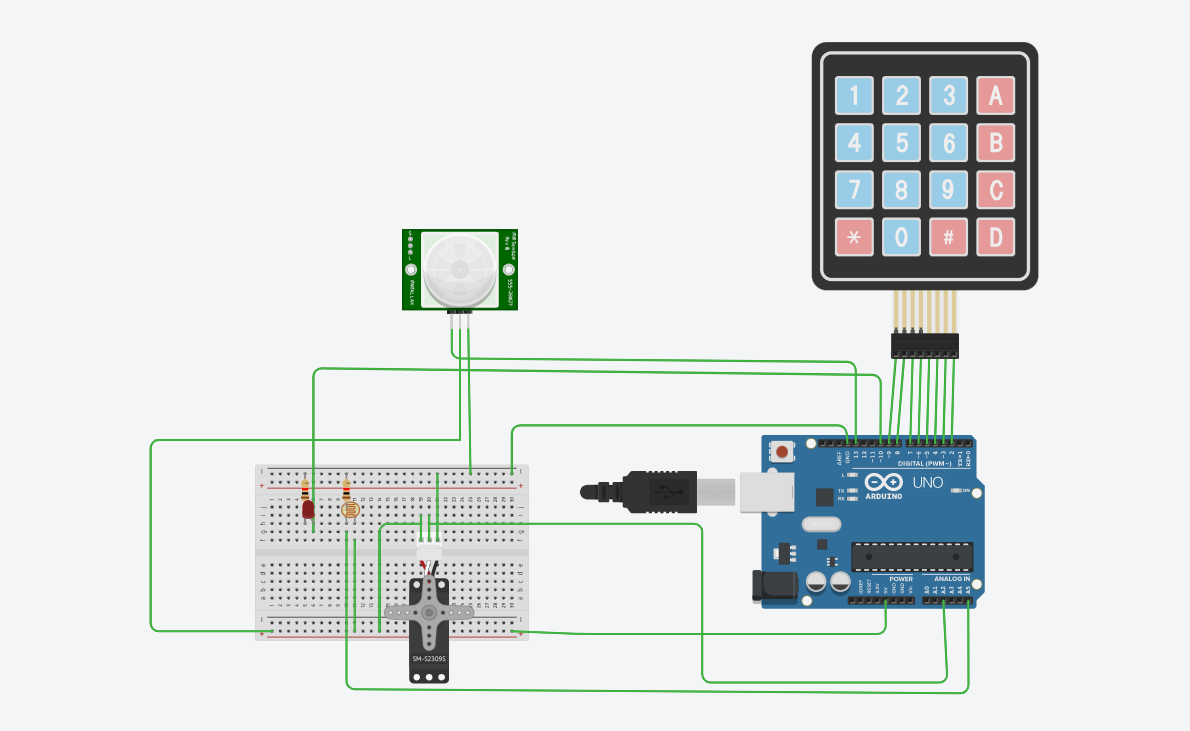 1 2 3 A
4 5 6 B
7 8 9 C
* 0 # D
555-28027
PARALLAX
AREF
GND
13
12
~11
~10
~9
8
7
~6
~5
4
~3
2
TX→1
RX←0
DIGITAL (PWM~)
L
TX
RX
ARDUINO
UNO
ON
POWER
ANALOG IN
IOREF
RESET
3.3V
5V
GND
GND
Vin
A0
A1
A2
A3
A4
A5
SM-S2309S